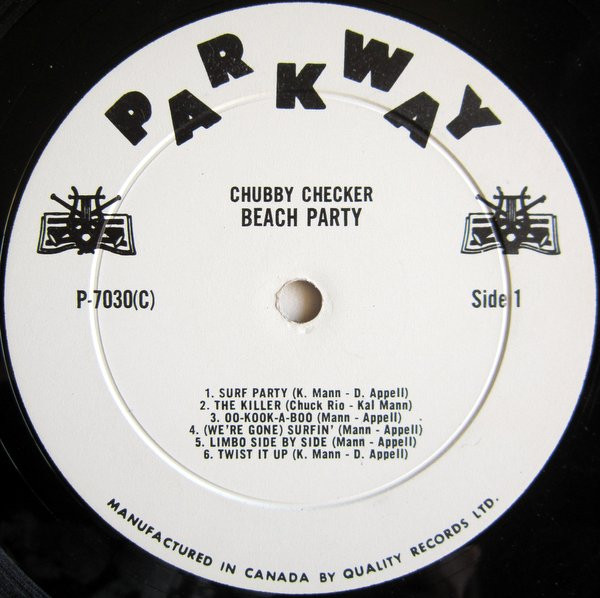 PARKWAY
CHUBBY CHECKER
BEACH PARTY
P-7030(C)
Side 1
1. SURF PARTY (K. Mann - D. Appell)
2. THE KILLER (Chuck Rio - Kal Mann)
3. OO-KOOK-A-BOO (Mann - Appell)
4. (WE'RE GONE) SURFIN' (Mann - Appell)
5. LIMBO SIDE BY SIDE (Mann - Appell)
6. TWIST IT UP (K. Mann - D. Appell)
MANUFACTURED IN CANADA BY QUALITY RECORDS LTD.